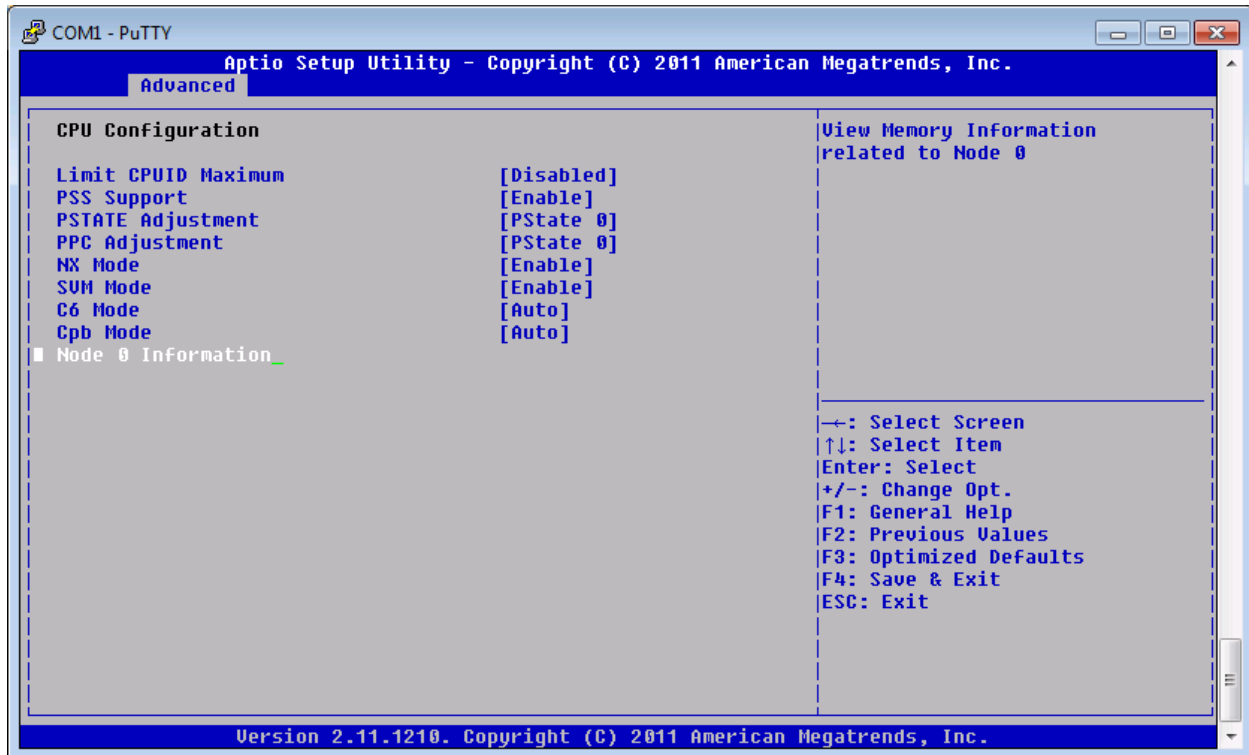 COM1 - PuTTY
Aptio Setup Utility - Copyright (C) 2011 American Megatrends, Inc.
Advanced
CPU Configuration
Limit CPUID Maximum [Disabled]
PSS Support [Enable]
PSTATE Adjustment [PState 0]
PPC Adjustment [PState 0]
NX Mode [Enable]
SVM Mode [Enable]
C6 Mode [Auto]
Cpb Mode [Auto]
Node 0 Information_
View Memory Information
related to Node 0
→←: Select Screen
↑↓: Select Item
Enter: Select
+/-: Change Opt.
F1: General Help
F2: Previous Values
F3: Optimized Defaults
F4: Save & Exit
ESC: Exit
Version 2.11.1210. Copyright (C) 2011 American Megatrends, Inc.